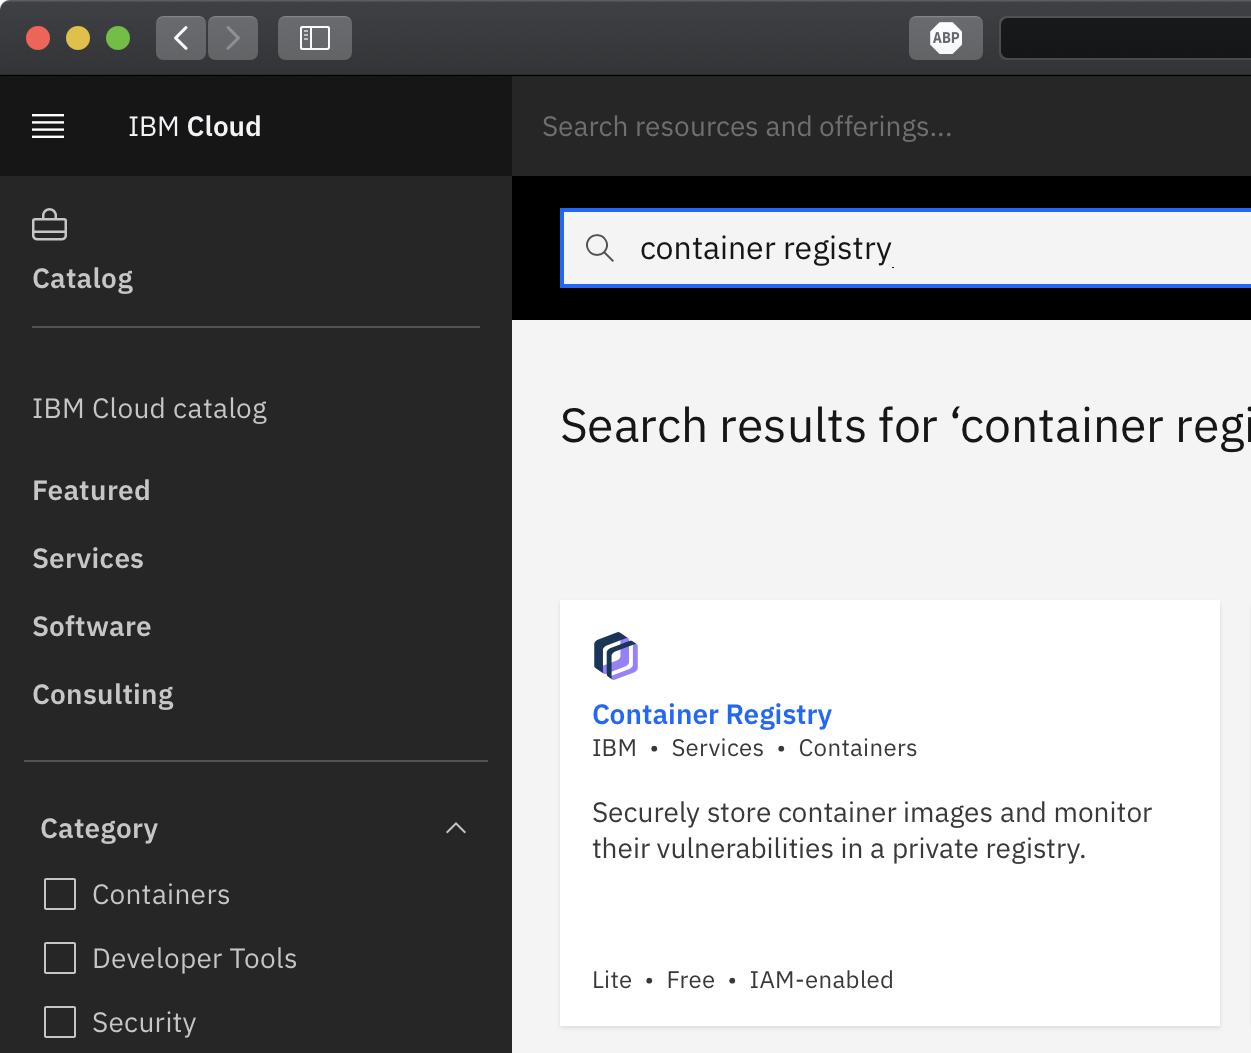 ABP
IBM Cloud
Search resources and offerings...
Catalog
container registry
IBM Cloud catalog
Featured
Services
Software
Consulting
Category
Containers
Developer Tools
Security
Search results for ‘container regi
Container Registry
IBM • Services • Containers
Securely store container images and monitor
their vulnerabilities in a private registry.
Lite • Free • IAM-enabled